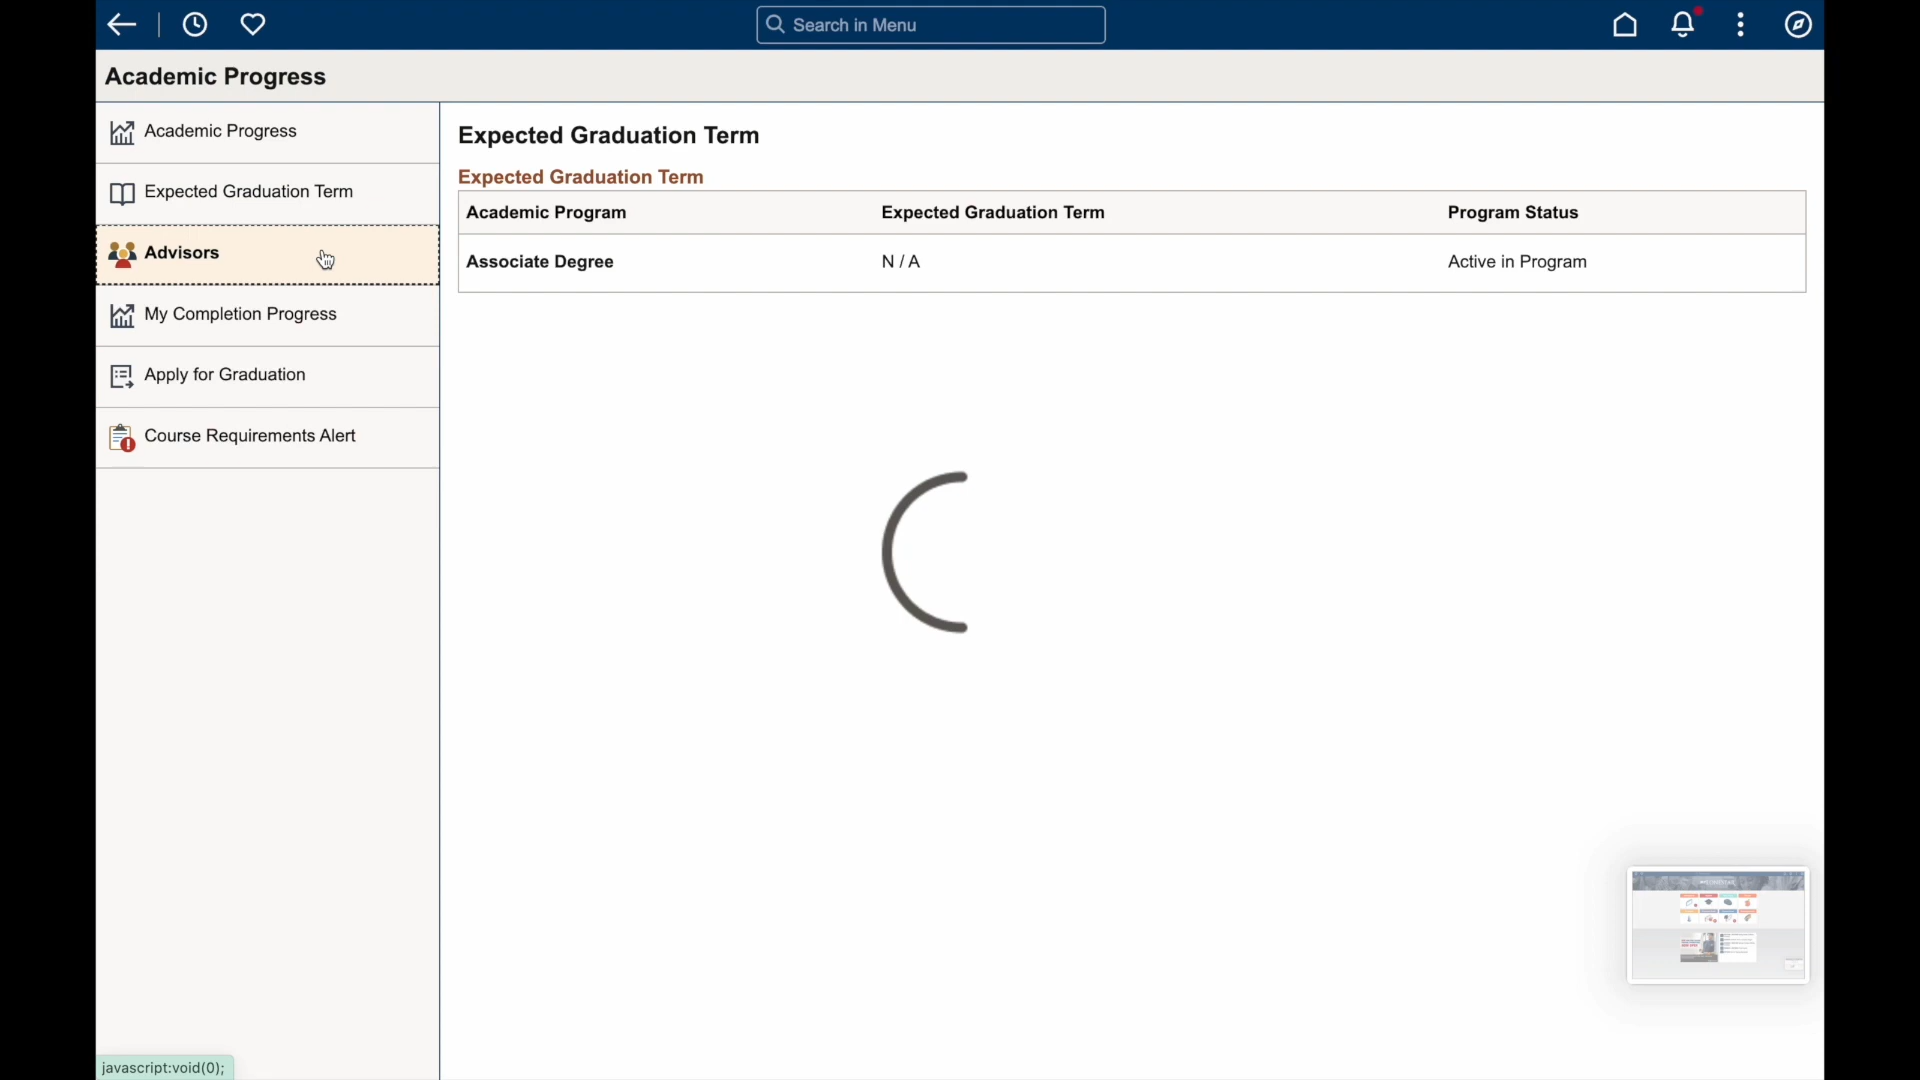 Search in Menu
Academic Progress
Academic Progress
Expected Graduation Term
Advisors
My Completion Progress
Apply for Graduation
Course Requirements Alert
Expected Graduation Term
Expected Graduation Term
Academic Program Expected Graduation Term Program Status
Associate Degree N / A Active in Program
javascript:void(0);